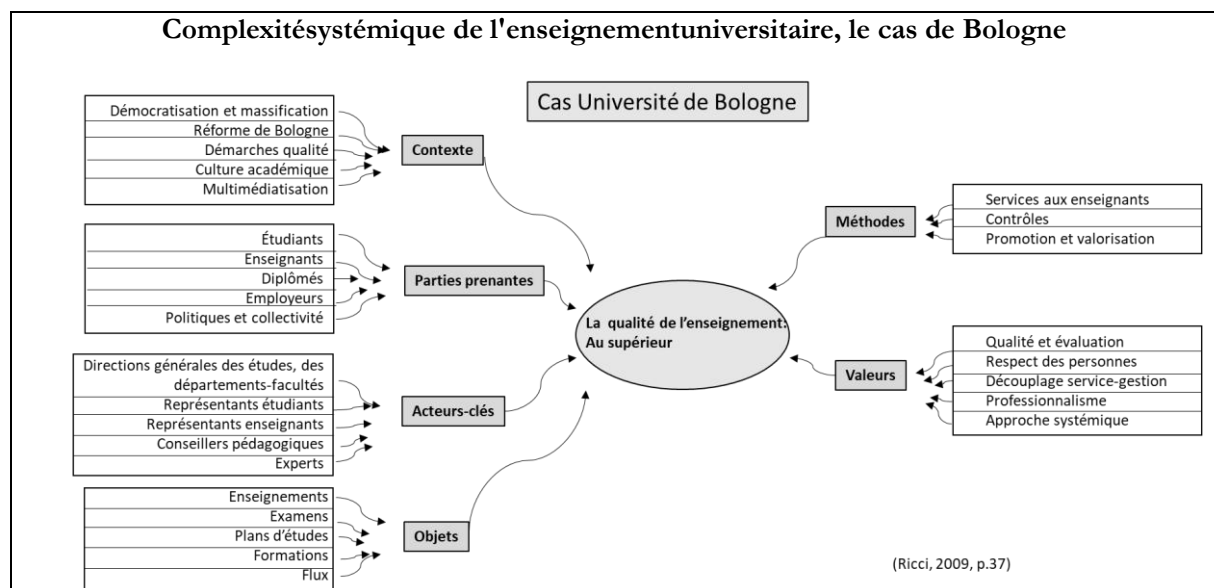 Complexitésystémique de l'enseignementuniversitaire, le cas de Bologne
Cas Université de Bologne
Démocratisation et massification
Réforme de Bologne
Démarches qualité
Culture académique
Multimédiatisation
Contexte
Étudiants
Enseignants
Diplômés
Employeurs
Politiques et collectivité
Parties prenantes
Directions générales des études, des
départements-facultés
Représentants étudiants
Représentants enseignants
Conseillers pédagogiques
Experts
Acteurs-clés
Enseignements
Examens
Plans d'études
Formations
Flux
Objets
La qualité de l'enseignement.
Au supérieur
Méthodes
Services aux enseignants
Contrôles
Promotion et valorisation
Valeurs
Qualité et évaluation
Respect des personnes
Découplage service-gestion
Professionnalisme
Approche systémique
(Ricci, 2009, p.37)